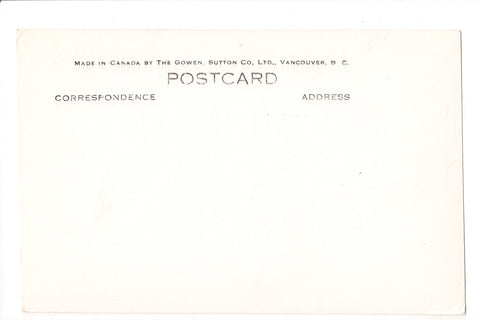 MADE IN CANADA BY THE GOWEN, SUTTON CO, LTD., VANCOUVER, B C.
POSTCARD
CORRESPONDENCE ADDRESS